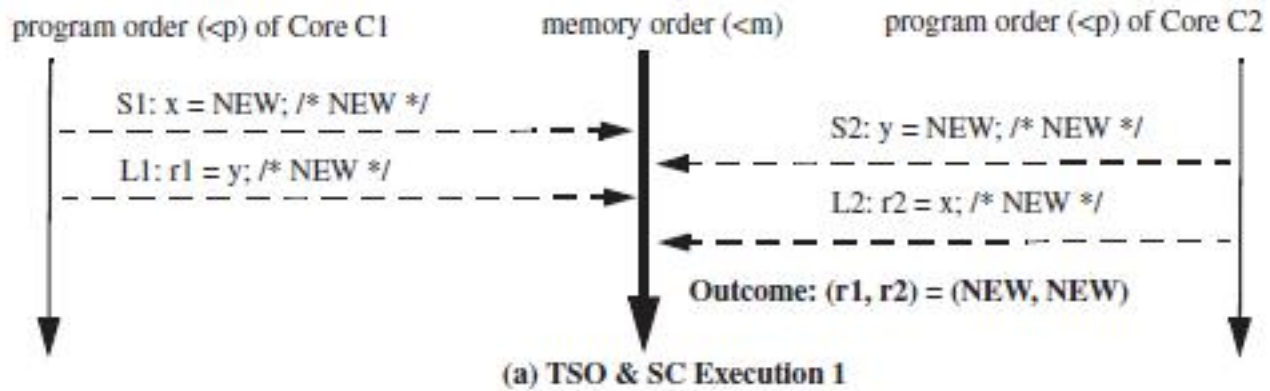 program order (<p) of Core C1
memory order (<m)
program order (<p) of Core C2
S1: x = NEW; /* NEW */
S2: y = NEW; /* NEW */
L1: r1 = y; /* NEW */
L2: r2 = x; /* NEW */
Outcome: (r1, r2) = (NEW, NEW)
(a) TSO & SC Execution 1